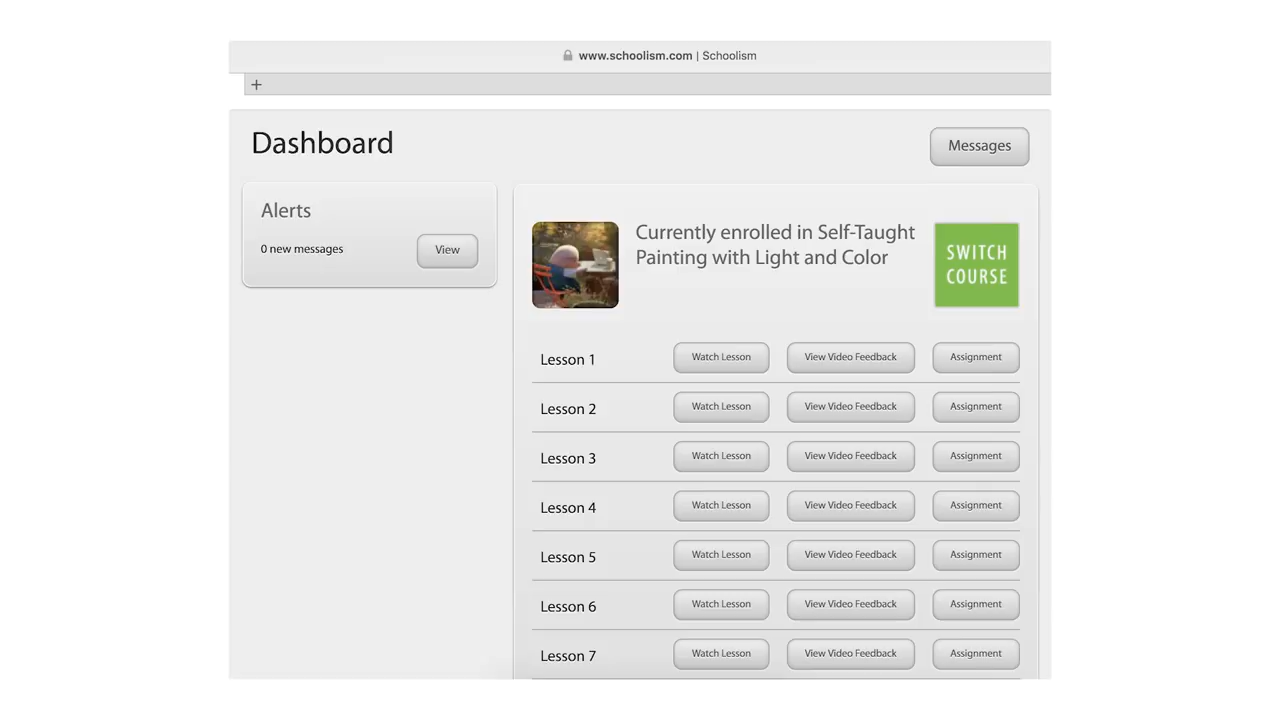 www.schoolism.com | Schoolism
+
Dashboard
Messages
Alerts
0 new messages
View
Currently enrolled in Self-Taught
Painting with Light and Color
SWITCH
COURSE
Lesson 1 Watch Lesson View Video Feedback Assignment
Lesson 2 Watch Lesson View Video Feedback Assignment
Lesson 3 Watch Lesson View Video Feedback Assignment
Lesson 4 Watch Lesson View Video Feedback Assignment
Lesson 5 Watch Lesson View Video Feedback Assignment
Lesson 6 Watch Lesson View Video Feedback Assignment
Lesson 7 Watch Lesson View Video Feedback Assignment